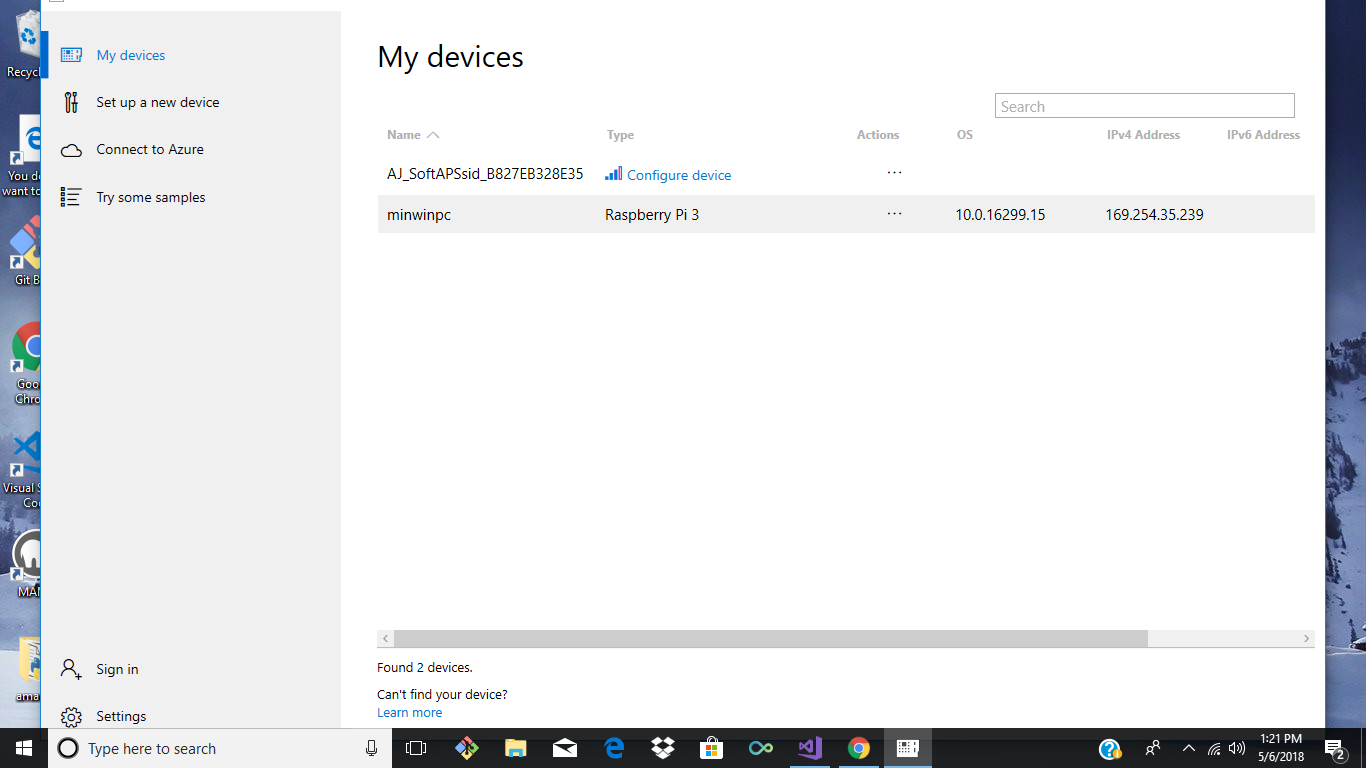 Recycl
You do
want to
Git B
Goo
Chro
Visual S
Co
MA
ama
My devices
Set up a new device
Connect to Azure
Try some samples
Sign in
Settings
My devices
Search
Name Type Actions OS IPv4 Address IPv6 Address
AJ_SoftAPSsid_B827EB328E35 Configure device ...
minwinpc Raspberry Pi 3 ... 10.0.16299.15 169.254.35.239
Found 2 devices.
Can't find your device?
Learn more
Type here to search
1:21 PM
5/6/2018
2